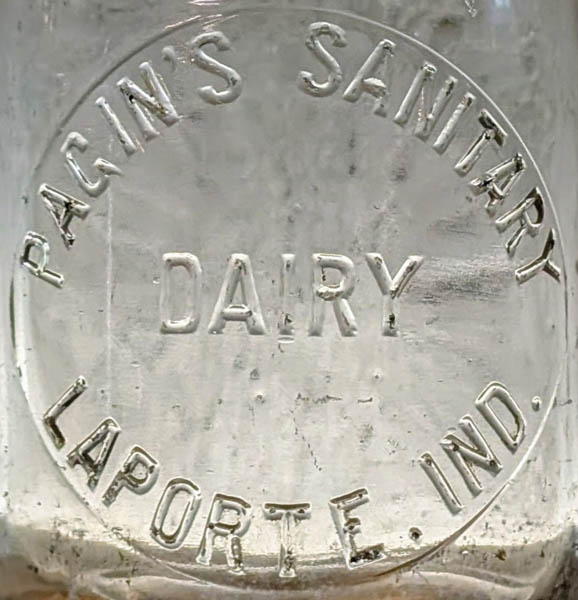 PAGIN'S SANITARY
DAIRY
LAPORTE. IND.